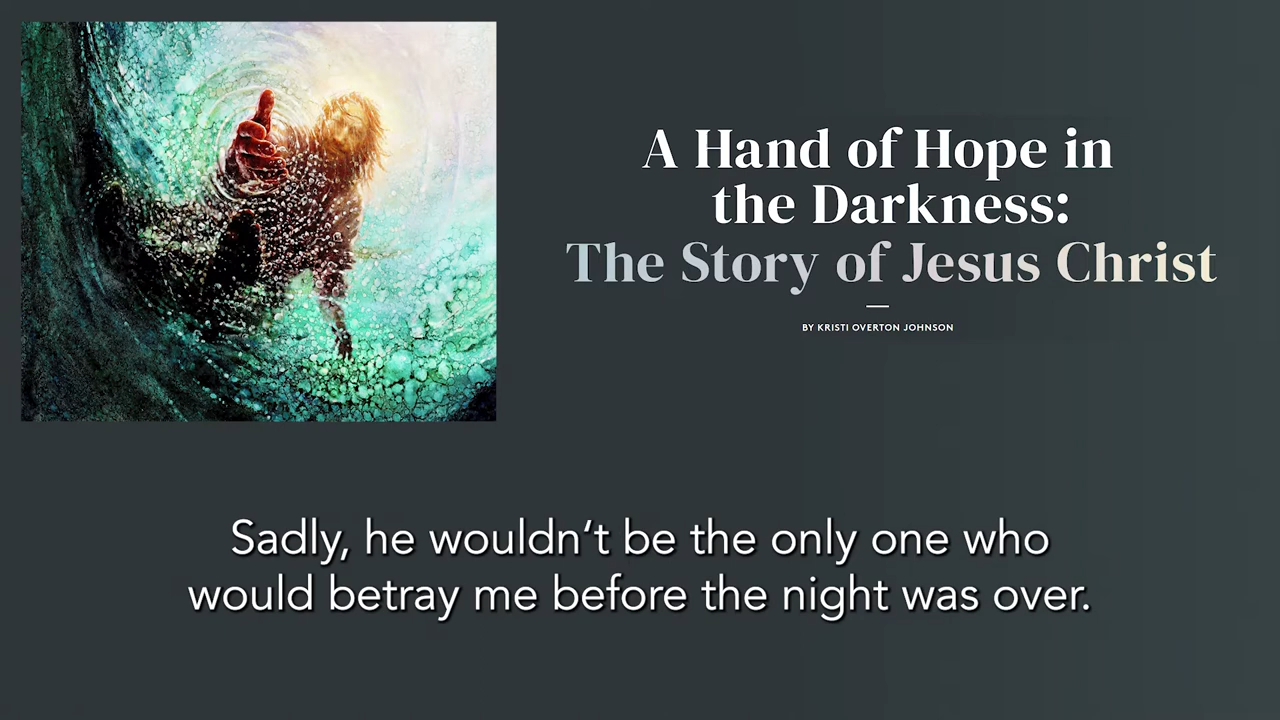 A Hand of Hope in
the Darkness:
The Story of Jesus Christ
BY KRISTI OVERTON JOHNSON
Sadly, he wouldn‘t be the only one who
would betray me before the night was over.